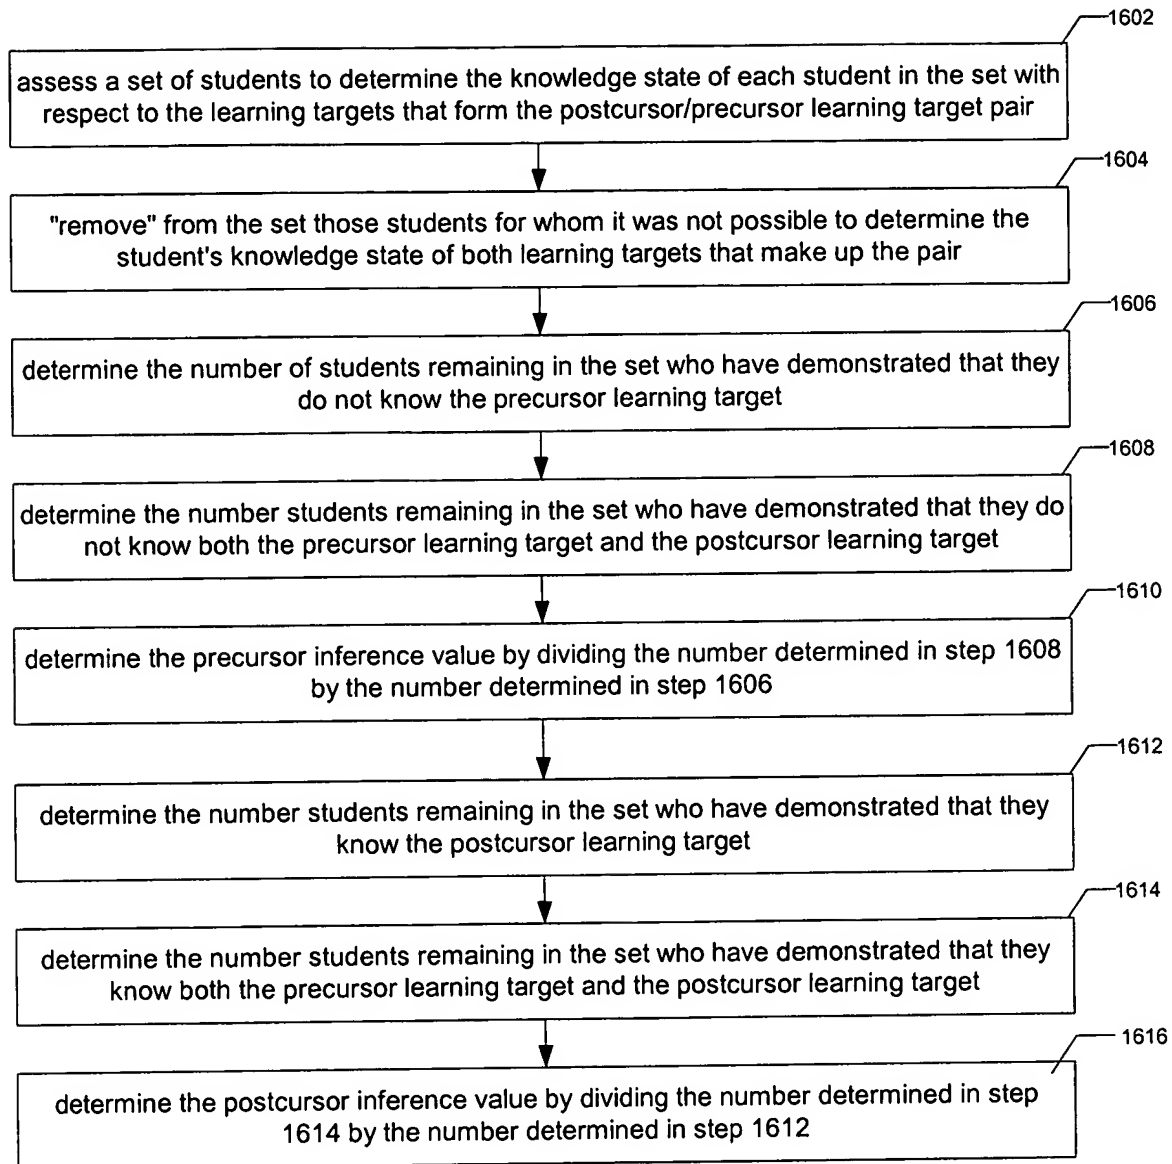 1602
assess a set of students to determine the knowledge state of each student in the set with
respect to the learning targets that form the postcursor/precursor learning target pair
1604
"remove" from the set those students for whom it was not possible to determine the
student's knowledge state of both learning targets that make up the pair
1606
determine the number of students remaining in the set who have demonstrated that they
do not know the precursor learning target
1608
determine the number students remaining in the set who have demonstrated that they do
not know both the precursor learning target and the postcursor learning target
1610
determine the precursor inference value by dividing the number determined in step 1608
by the number determined in step 1606
1612
determine the number students remaining in the set who have demonstrated that they
know the postcursor learning target
1614
determine the number students remaining in the set who have demonstrated that they
know both the precursor learning target and the postcursor learning target
1616
determine the postcursor inference value by dividing the number determined in step
1614 by the number determined in step 1612